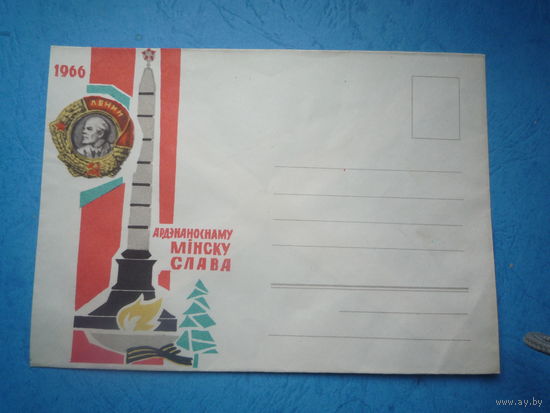 1966
ЛЕНИН
АРДЭНАНОСНАМУ
МІНСКУ
СЛАВА
www.ay.by